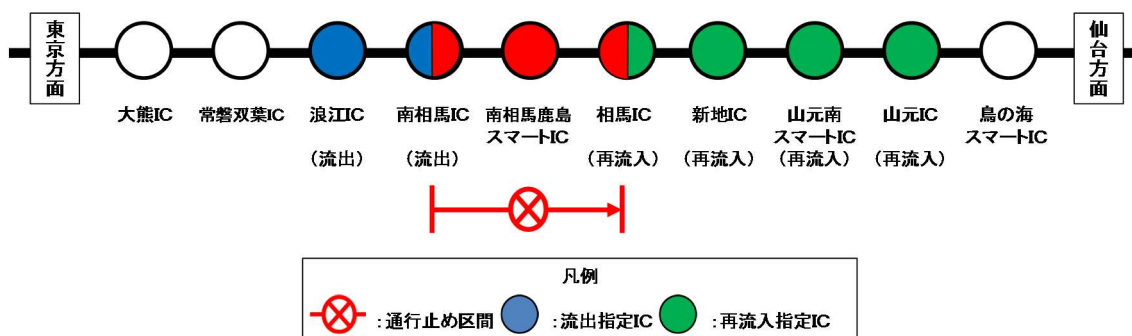 東京方面
仙台方面
大熊IC
常磐双葉IC
浪江IC
(流出)
南相馬IC
(流出)
南相馬鹿島
スマートIC
相馬IC
(再流入)
新地IC
(再流入)
山元南
スマートIC
(再流入)
山元IC
(再流入)
鳥の海
スマートIC
凡例
:通行止め区間
:流出指定IC
:再流入指定IC